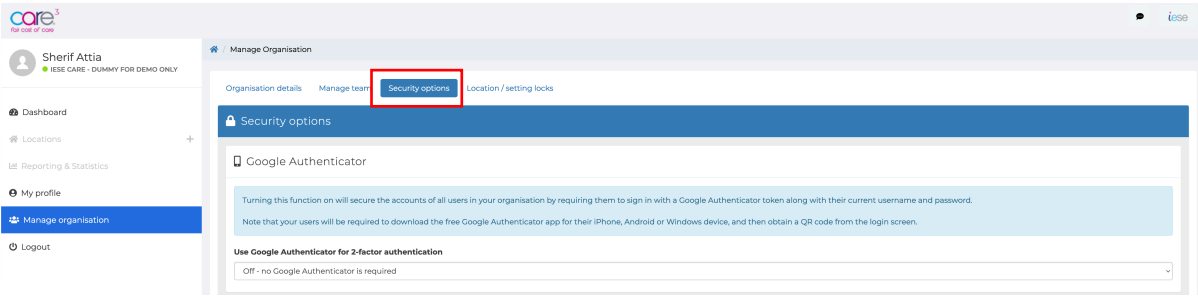 care³
fair cost of care
iese
Sherif Attia
IESE CARE - DUMMY FOR DEMO ONLY
/ Manage Organisation
Organisation details Manage team Security options Location / setting locks
Dashboard
Security options
Locations +
Google Authenticator
Reporting & Statistics
My profile
Turning this function on will secure the accounts of all users in your organisation by requiring them to sign in with a Google Authenticator token along with their current username and password.
Manage organisation
Note that your users will be required to download the free Google Authenticator app for their iPhone, Android or Windows device, and then obtain a QR code from the login screen.
Logout
Use Google Authenticator for 2-factor authentication
Off - no Google Authenticator is required